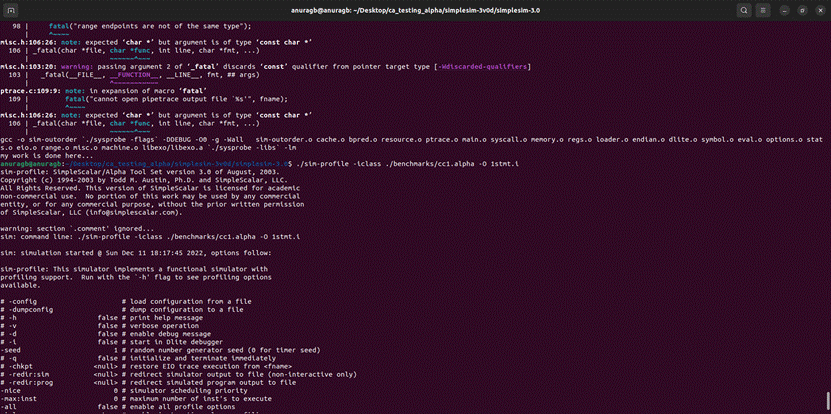 anuragb@anuragb: ~/Desktop/ca_testing_alpha/simplesim-3v0d/simplesim-3.0
98 |     fatal("range endpoints are not of the same type");
   |     ^~~~~
misc.h:106:26: note: expected ‘char *’ but argument is of type ‘const char *’
106 | _fatal(char *file, char *func, int line, char *fmt, ...)
   |                    ~~~~~~^~~~
misc.h:103:20: warning: passing argument 2 of ‘_fatal’ discards ‘const’ qualifier from pointer target type [-Wdiscarded-qualifiers]
103 |   _fatal(__FILE__, __FUNCTION__, __LINE__, fmt, ## args)
   |                    ^~~~~~~~~~~~
ptrace.c:109:9: note: in expansion of macro ‘fatal’
109 |         fatal("cannot open pipetrace output file `%s'", fname);
   |         ^~~~~
misc.h:106:26: note: expected ‘char *’ but argument is of type ‘const char *’
106 | _fatal(char *file, char *func, int line, char *fmt, ...)
   |                    ~~~~~~^~~~
gcc -o sim-outorder `./sysprobe -flags` -DDEBUG -O0 -g -Wall   sim-outorder.o cache.o bpred.o resource.o ptrace.o main.o syscall.o memory.o regs.o loader.o endian.o dlite.o symbol.o eval.o options.o stat
s.o eio.o range.o misc.o machine.o libexo/libexo.a `./sysprobe -libs` -lm
my work is done here...
anuragb@anuragb:~/Desktop/ca_testing_alpha/simplesim-3v0d/simplesim-3.0$ ./sim-profile -iclass ./benchmarks/cc1.alpha -O 1stmt.i
sim-profile: SimpleScalar/Alpha Tool Set version 3.0 of August, 2003.
Copyright (c) 1994-2003 by Todd M. Austin, Ph.D. and SimpleScalar, LLC.
All Rights Reserved. This version of SimpleScalar is licensed for academic
non-commercial use.  No portion of this work may be used by any commercial
entity, or for any commercial purpose, without the prior written permission
of SimpleScalar, LLC (info@simplescalar.com).
warning: section `.comment' ignored...
sim: command line: ./sim-profile -iclass ./benchmarks/cc1.alpha -O 1stmt.i
sim: simulation started @ Sun Dec 11 18:17:45 2022, options follow:
sim-profile: This simulator implements a functional simulator with
profiling support.  Run with the `-h' flag to see profiling options
available.
# -config # load configuration from a file
# -dumpconfig # dump configuration to a file
# -h false # print help message
# -v false # verbose operation
# -d false # enable debug message
# -i false # start in Dlite debugger
-seed 1 # random number generator seed (0 for timer seed)
# -q false # initialize and terminate immediately
# -chkpt <null> # restore EIO trace execution from <fname>
# -redir:sim <null> # redirect simulator output to file (non-interactive only)
# -redir:prog <null> # redirect simulated program output to file
-nice 0 # simulator scheduling priority
-max:inst 0 # maximum number of inst's to execute
-all false # enable all profile options